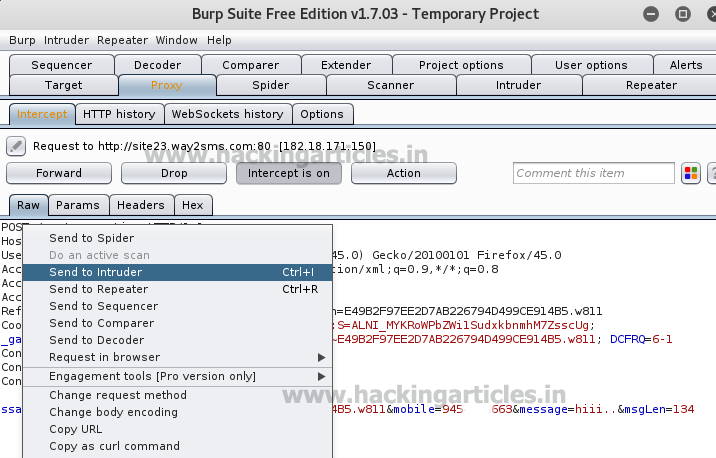 Burp Suite Free Edition v1.7.03 - Temporary Project
Burp Intruder Repeater Window Help
Sequencer Decoder Comparer Extender Project options User options Alerts
Target Proxy Spider Scanner Intruder Repeater
Intercept HTTP history WebSockets history Options
Request to http://site23.way2sms.com:80 [182.18.171.150]
www.hackingarticles.in
Forward Drop Intercept is on Action Comment this item
Raw Params Headers Hex
POS
Hos
Use 45.0) Gecko/20100101 Firefox/45.0
Acc tion/xml;q=0.9,*/*;q=0.8
Acc
Acc
Ref n=E49B2F97EE2D7AB226794D499CE914B5.w811
Coo :S=ALNI_MYKRoWPbZWi1SudxkbnmhM7ZsscUg;
_ga ~E49B2F97EE2D7AB226794D499CE914B5.w811; DCFRQ=6-1
Con
Con
Con
ssa B5.w811&mobile=945 663&message=hiii..&msgLen=134
Send to Spider
Do an active scan
Send to Intruder Ctrl+I
Send to Repeater Ctrl+R
Send to Sequencer
Send to Comparer
Send to Decoder
Request in browser
Engagement tools [Pro version only]
Change request method
Change body encoding
Copy URL
Copy as curl command
www.hackingarticles.in